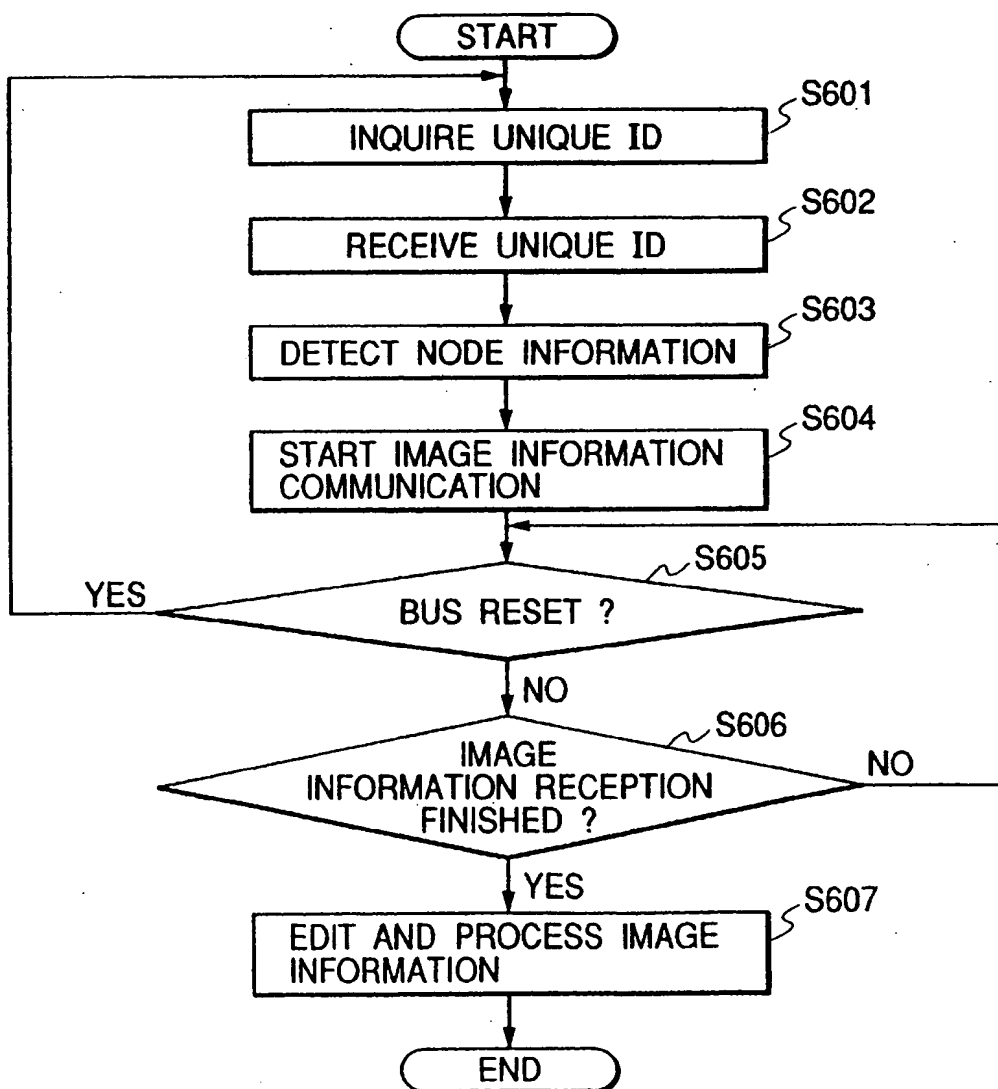 START
S601
INQUIRE UNIQUE ID
S602
RECEIVE UNIQUE ID
S603
DETECT NODE INFORMATION
S604
START IMAGE INFORMATION
COMMUNICATION
S605
YES
BUS RESET ?
NO
S606
IMAGE
INFORMATION RECEPTION
FINISHED ?
NO
YES
S607
EDIT AND PROCESS IMAGE
INFORMATION
END